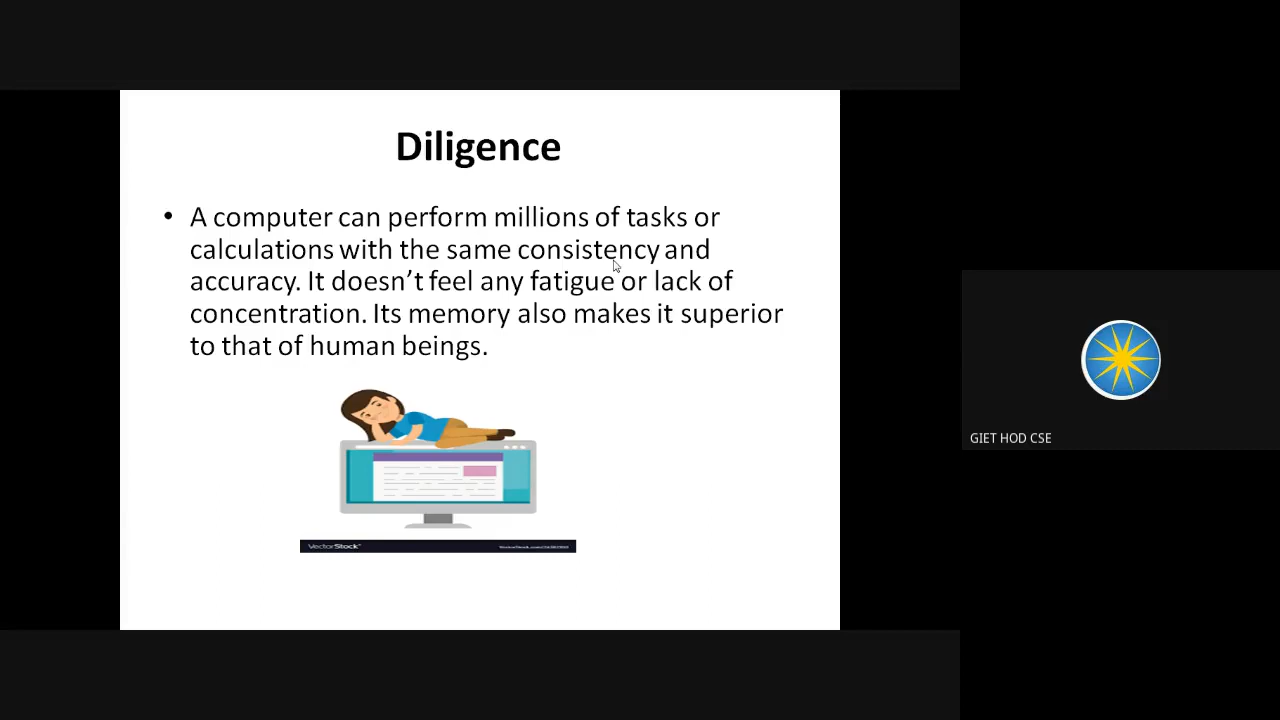 Diligence
• A computer can perform millions of tasks or
calculations with the same consistency and
accuracy. It doesn’t feel any fatigue or lack of
concentration. Its memory also makes it superior
to that of human beings.
VectorStock
GIET HOD CSE